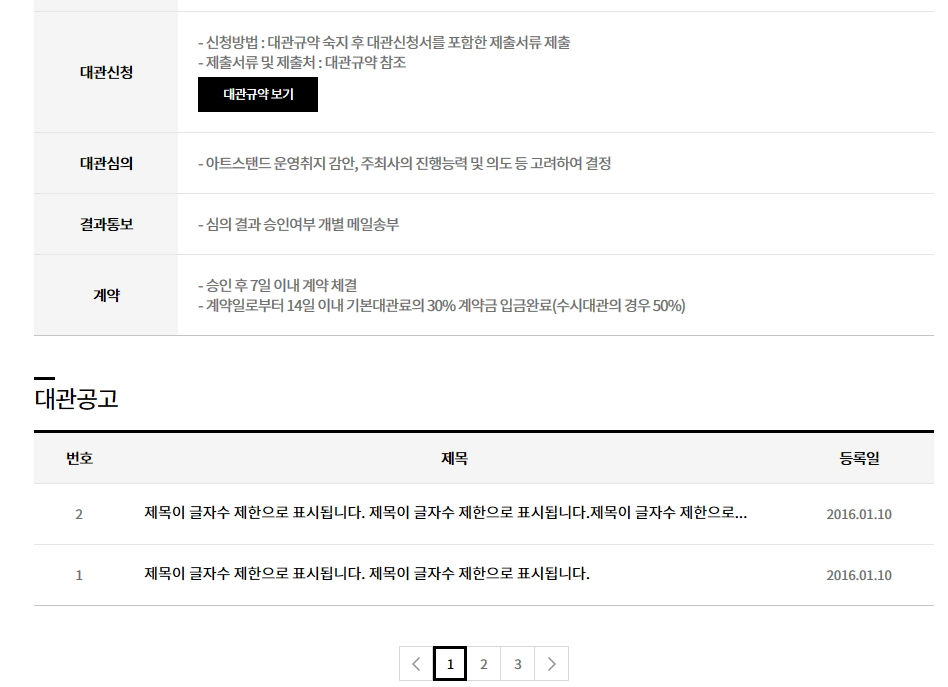 대관신청
- 신청방법 : 대관규약 숙지 후 대관신청서를 포함한 제출서류 제출
- 제출서류 및 제출처 : 대관규약 참조
대관규약 보기
대관심의
- 아트스탠드 운영취지 감안, 주최사의 진행능력 및 의도 등 고려하여 결정
결과통보
- 심의 결과 승인여부 개별 메일송부
계약
- 승인 후 7일 이내 계약 체결
- 계약일로부터 14일 이내 기본대관료의 30% 계약금 입금완료(수시대관의 경우 50%)
대관공고
번호 제목 등록일
2 제목이 글자수 제한으로 표시됩니다. 제목이 글자수 제한으로 표시됩니다.제목이 글자수 제한으로... 2016.01.10
1 제목이 글자수 제한으로 표시됩니다. 제목이 글자수 제한으로 표시됩니다. 2016.01.10
1 2 3